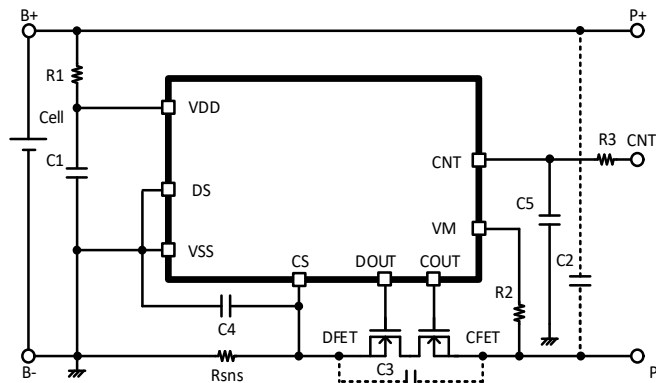 B+
P+
R1
VDD
Cell
C1
R3
CNT
CNT
DS
C5
VM
C2
VSS
CS
DOUT
COUT
R2
C4
DFET
CFET
C3
B-
Rsns
P